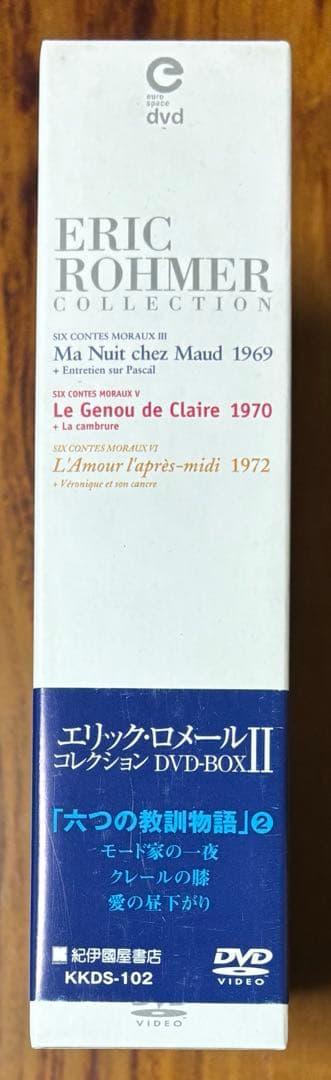 e
euro
space
dvd
ERIC
ROHMER
COLLECTION
SIX CONTES MORAUX III
Ma Nuit chez Maud 1969
+ Entretien sur Pascal
SIX CONTES MORAUX V
Le Genou de Claire 1970
+ La cambrure
SIX CONTES MORAUX VI
L'Amour l'après-midi 1972
+ Véronique et son cancre
エリック・ロメール
コレクション DVD-BOX II
「六つの教訓物語」❷
モード家の一夜
クレールの膝
愛の昼下がり
紀伊國屋書店
KKDS-102
DVD
VIDEO
DVD
VIDEO